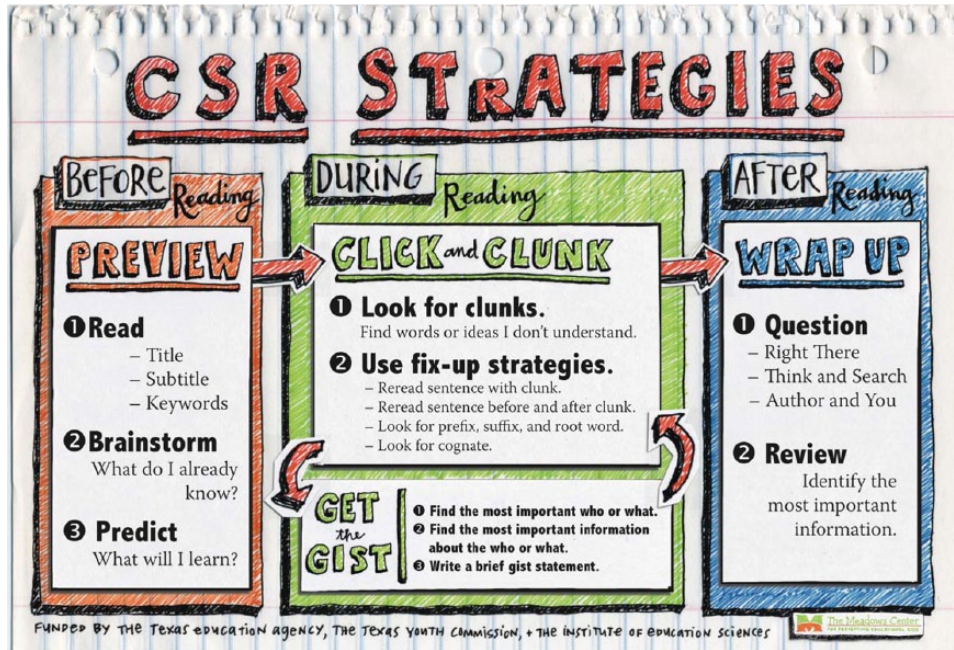 CSR STRATEGIES
BEFORE
Reading
PREVIEW
❶ Read
– Title
– Subtitle
– Keywords
❷ Brainstorm
What do I already
know?
❸ Predict
What will I learn?
DURING
Reading
CLICK and CLUNK
❶ Look for clunks.
Find words or ideas I don't understand.
❷ Use fix-up strategies.
– Reread sentence with clunk.
– Reread sentence before and after clunk.
– Look for prefix, suffix, and root word.
– Look for cognate.
GET
the
GIST
❶ Find the most important who or what.
❷ Find the most important information
about the who or what.
❸ Write a brief gist statement.
AFTER
Reading
WRAP UP
❶ Question
– Right There
– Think and Search
– Author and You
❷ Review
Identify the
most important
information.
FUNDED BY THE TEXAS EDUCATION AGENCY, THE TEXAS YOUTH COMMISSION, + THE INSTITUTE OF EDUCATION SCIENCES
The Meadows Center
FOR PREVENTING EDUCATIONAL RISK